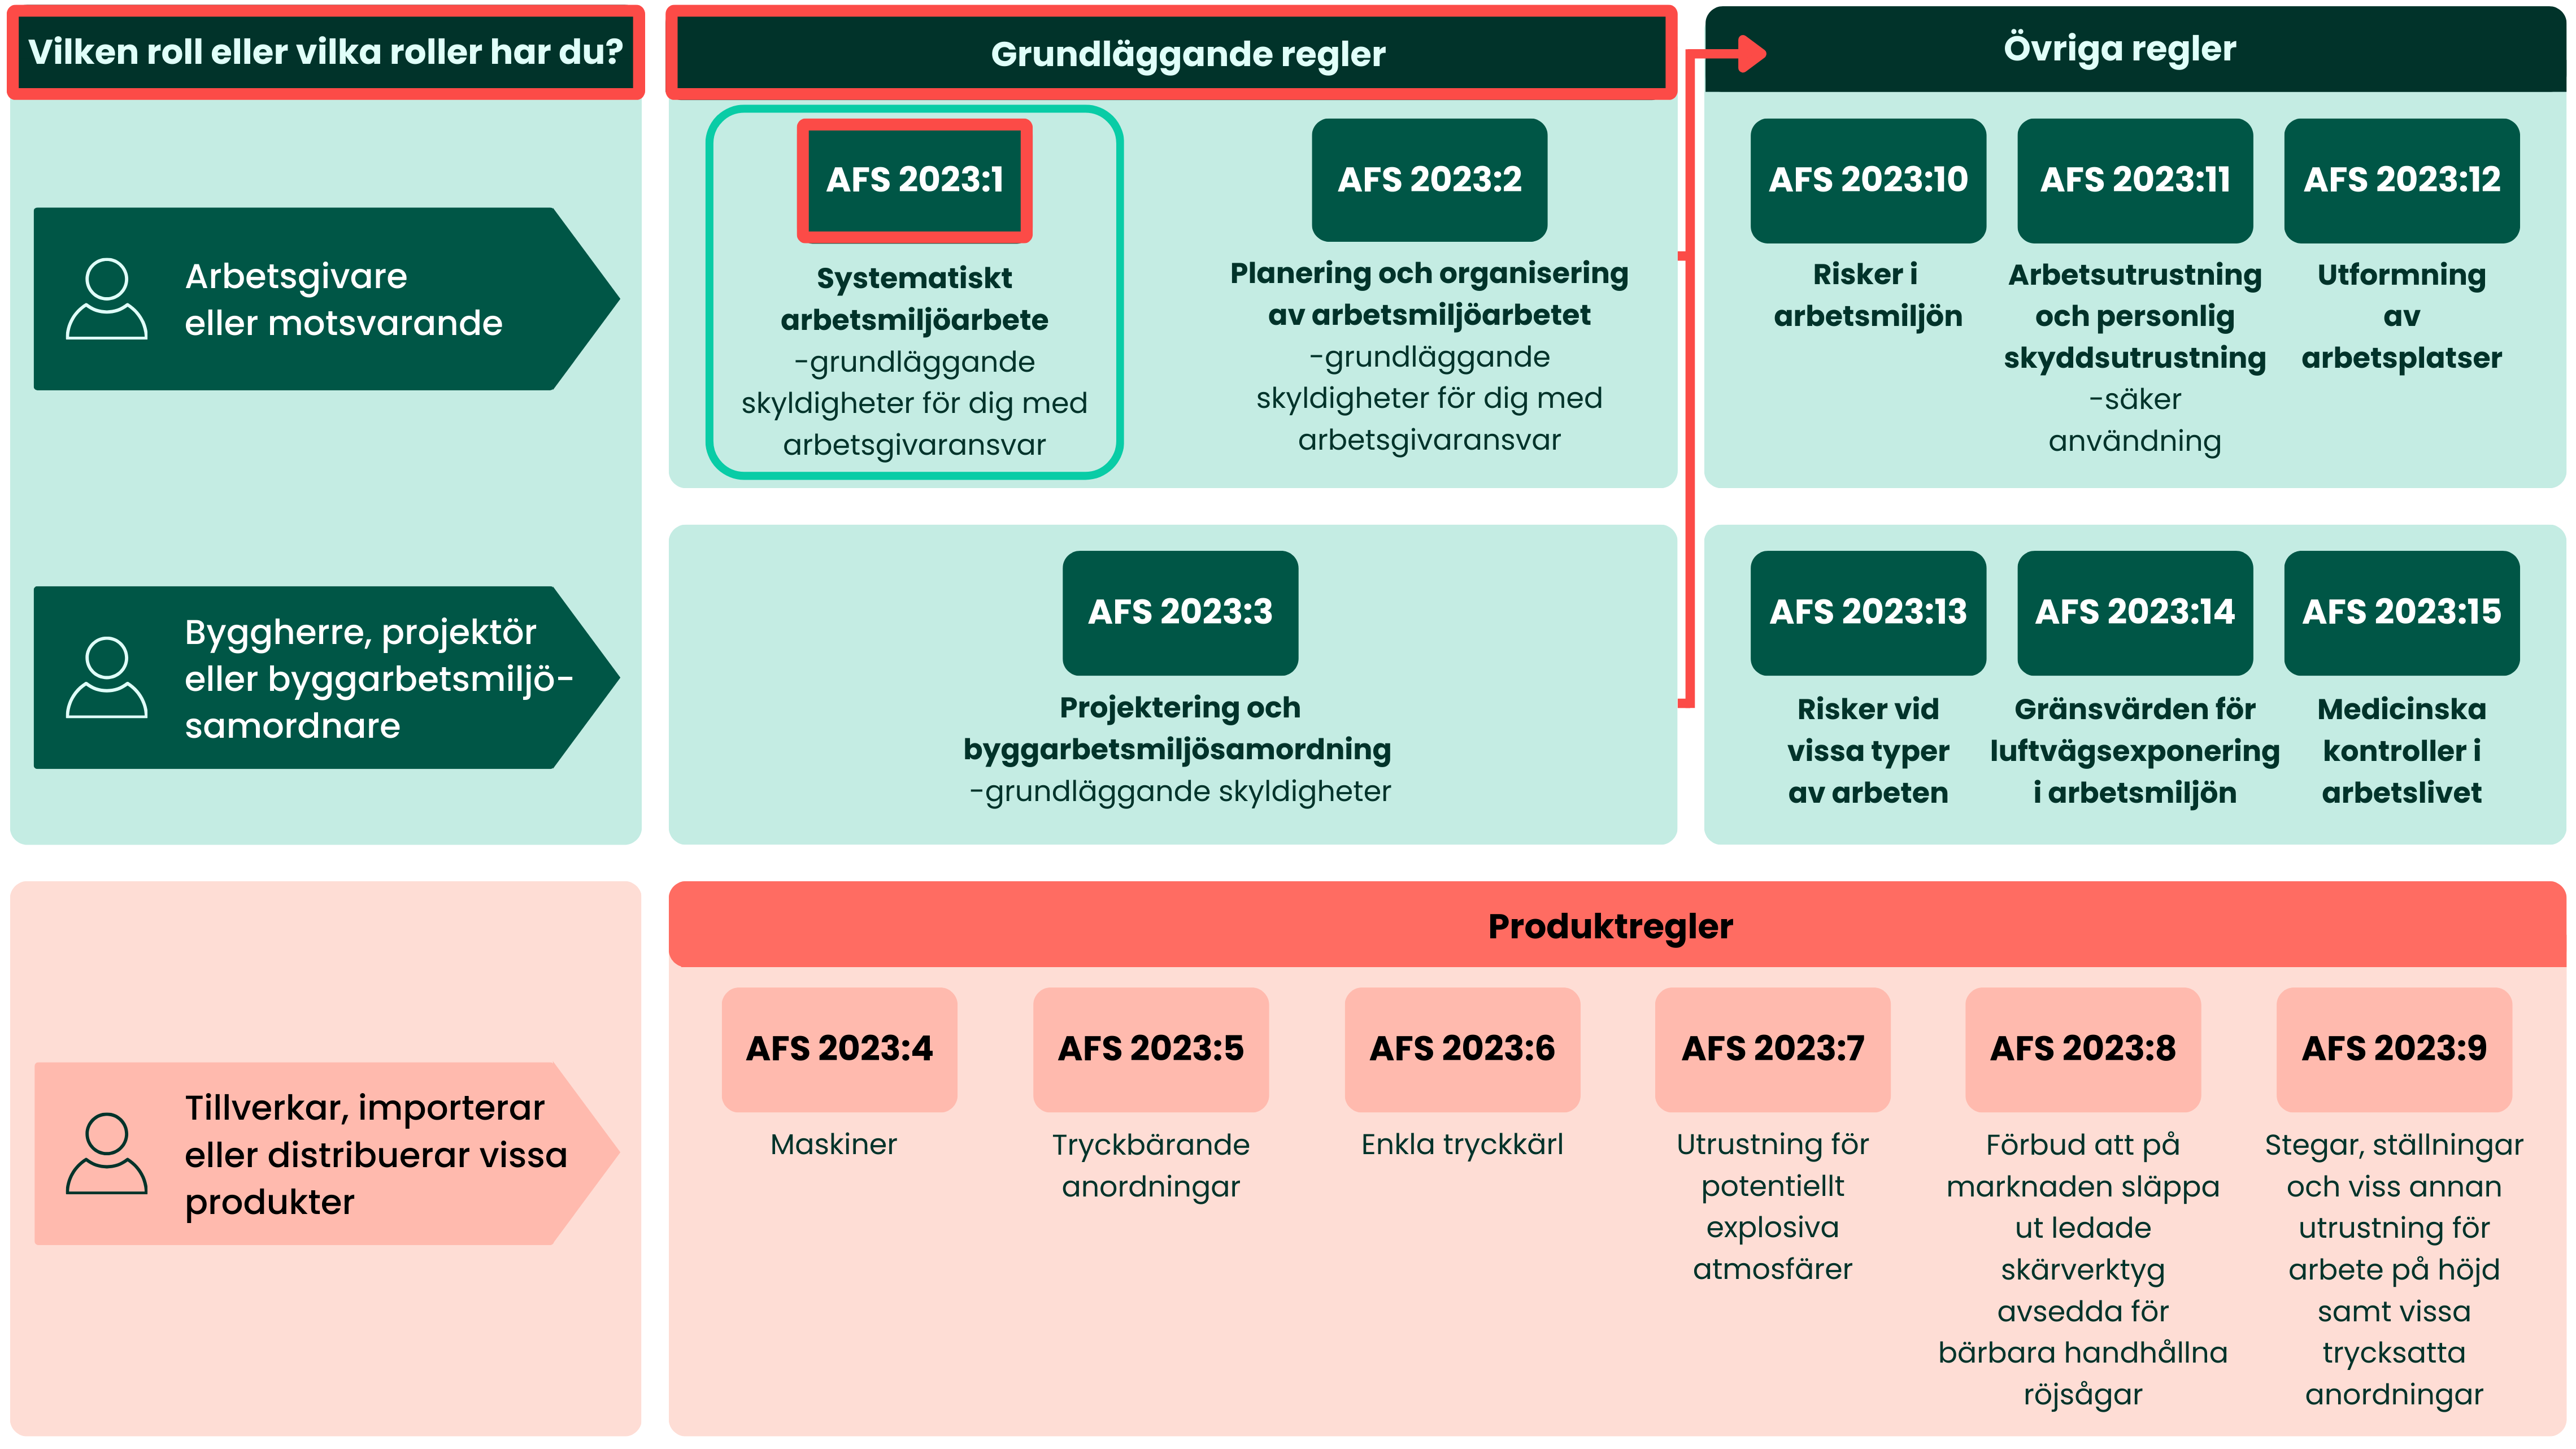 Vilken roll eller vilka roller har du?
Arbetsgivare
eller motsvarande
Byggherre, projektör
eller byggarbetsmiljö-
samordnare
Grundläggande regler
AFS 2023:1
Systematiskt
arbetsmiljöarbete
-grundläggande
skyldigheter för dig med
arbetsgivaransvar
AFS 2023:2
Planering och organisering
av arbetsmiljöarbetet
-grundläggande
skyldigheter för dig med
arbetsgivaransvar
AFS 2023:3
Projektering och
byggarbetsmiljösamordning
-grundläggande skyldigheter
Övriga regler
AFS 2023:10
Risker i
arbetsmiljön
AFS 2023:11
Arbetsutrustning
och personlig
skyddsutrustning
-säker
användning
AFS 2023:12
Utformning
av
arbetsplatser
AFS 2023:13
Risker vid
vissa typer
av arbeten
AFS 2023:14
Gränsvärden för
luftvägsexponering
i arbetsmiljön
AFS 2023:15
Medicinska
kontroller i
arbetslivet
Tillverkar, importerar
eller distribuerar vissa
produkter
Produktregler
AFS 2023:4
Maskiner
AFS 2023:5
Tryckbärande
anordningar
AFS 2023:6
Enkla tryckkärl
AFS 2023:7
Utrustning för
potentiellt
explosiva
atmosfärer
AFS 2023:8
Förbud att på
marknaden släppa
ut ledade
skärverktyg
avsedda för
bärbara handhållna
röjsågar
AFS 2023:9
Stegar, ställningar
och viss annan
utrustning för
arbete på höjd
samt vissa
trycksatta
anordningar